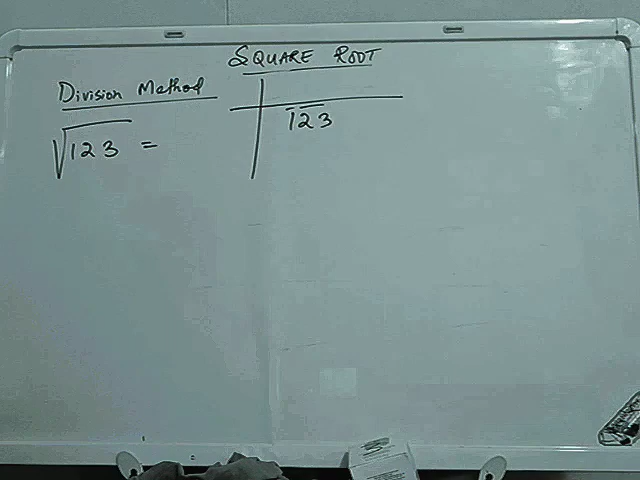 SQUARE ROOT
Division Method
√123 =
123